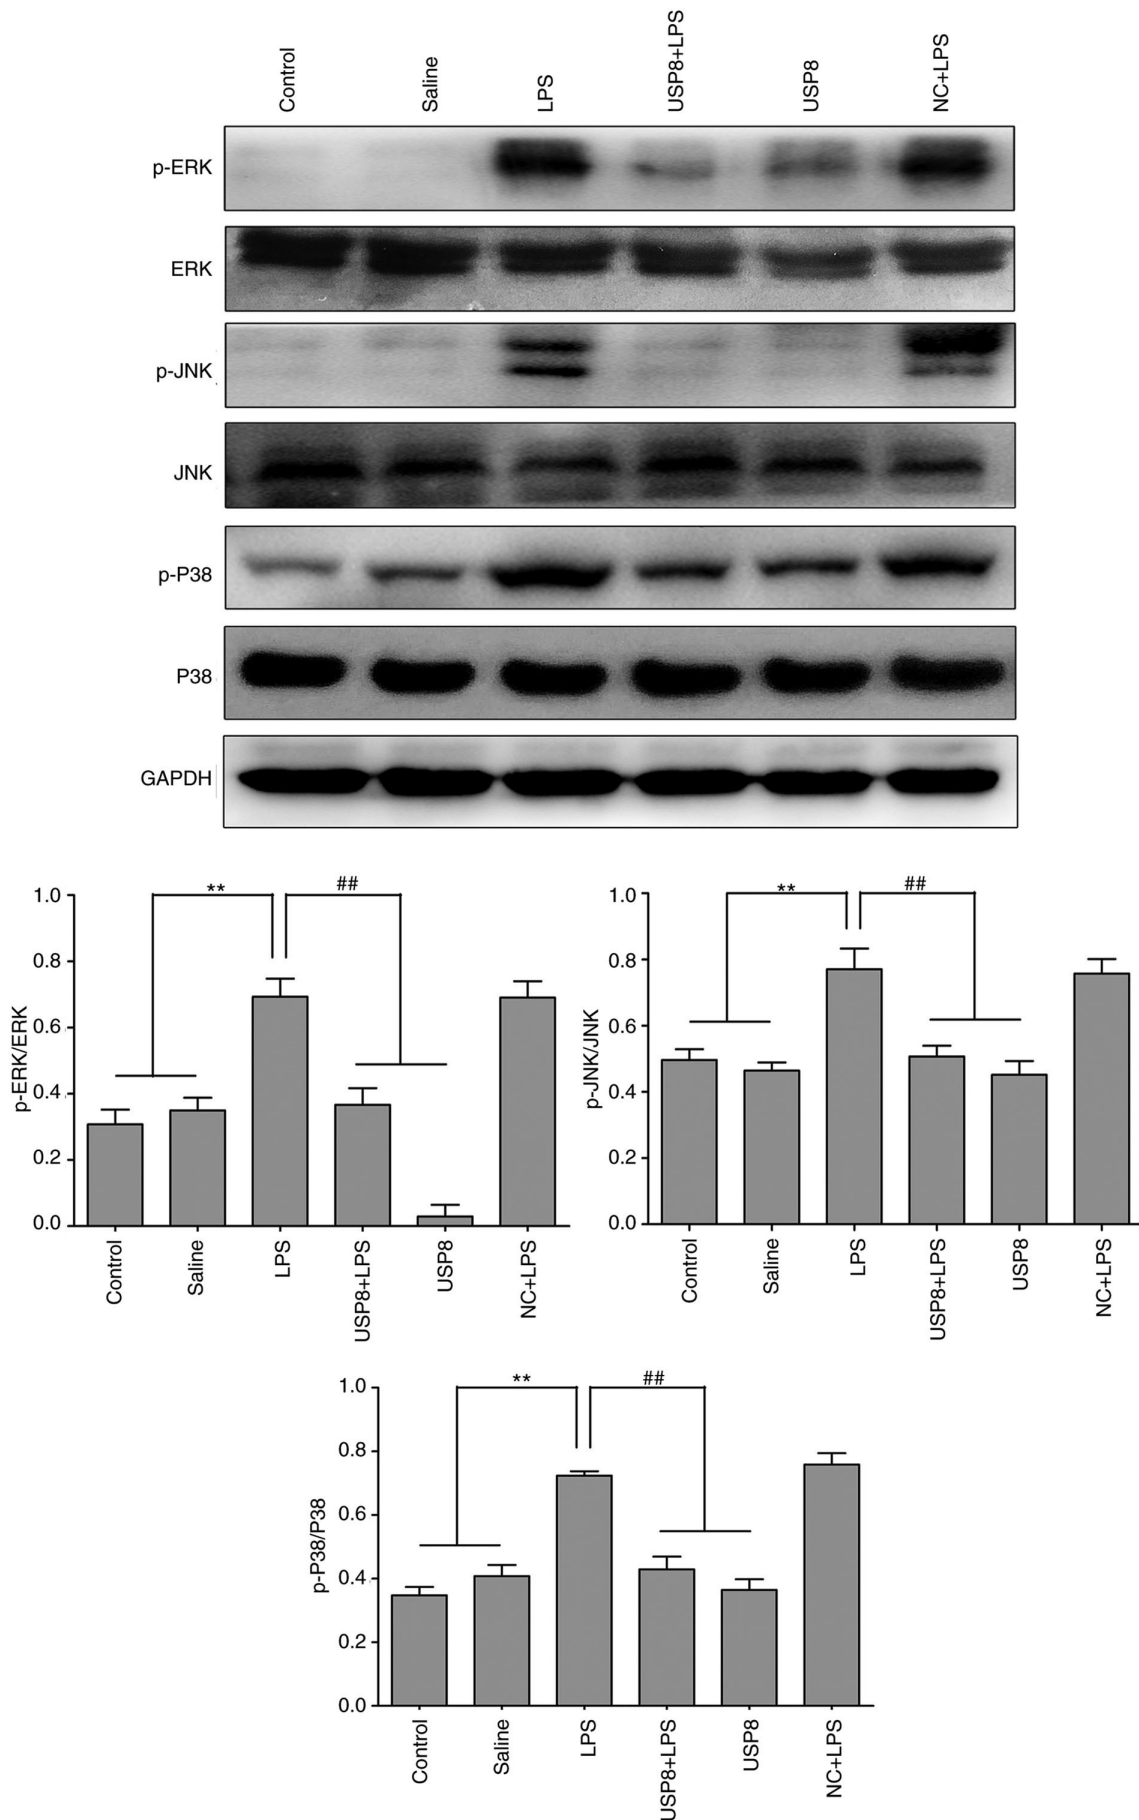 Control
Saline
LPS
USP8+LPS
USP8
NC+LPS
p-ERK
ERK
p-JNK
JNK
p-P38
P38
GAPDH
**
##
p-ERK/ERK
1.0
0.8
0.6
0.4
0.2
0.0
Control
Saline
LPS
USP8+LPS
USP8
NC+LPS
**
##
p-JNK/JNK
1.0
0.8
0.6
0.4
0.2
0.0
Control
Saline
LPS
USP8+LPS
USP8
NC+LPS
**
##
p-P38/P38
1.0
0.8
0.6
0.4
0.2
0.0
Control
Saline
LPS
USP8+LPS
USP8
NC+LPS